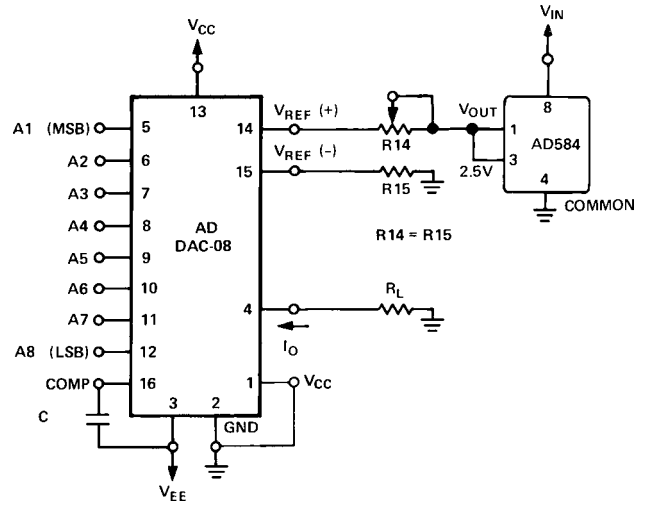 VCC
VIN
13
A1 (MSB)
5
A2
6
A3
7
A4
8
A5
9
A6
10
A7
11
A8 (LSB)
12
COMP
16
C
AD
DAC-08
14
VREF (+)
R14
15
VREF (–)
R15
R14 = R15
VOUT
2.5V
8
1
AD584
3
4
COMMON
4
RL
IO
1
VCC
3
2
GND
VEE